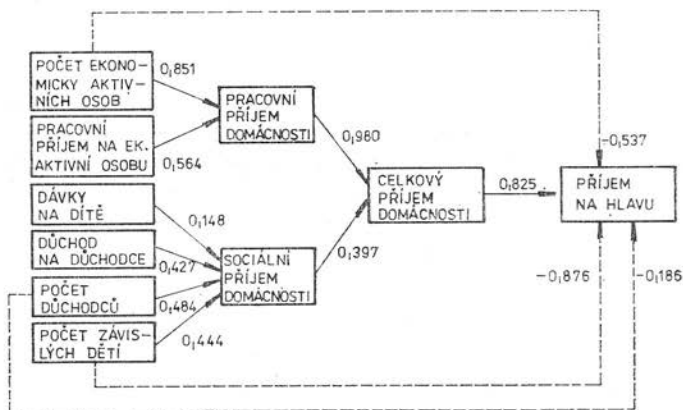 POČET EKONO-
MICKY AKTIV-
NÍCH OSOB
0,851
PRACOVNÍ
PŘÍJEM NA EK.
AKTIVNÍ OSOBU
0,564
PRACOVNÍ
PŘÍJEM
DOMÁCNOSTI
0,980
DÁVKY
NA DÍTĚ
0,148
DŮCHOD
NA DŮCHODCE
0,427
POČET
DŮCHODCŮ
0,484
POČET ZÁVIS-
LÝCH DĚTÍ
0,444
SOCIÁLNÍ
PŘÍJEM
DOMÁCNOSTI
0,397
CELKOVÝ
PŘÍJEM
DOMÁCNOSTI
0,825
PŘÍJEM
NA HLAVU
-0,537
-0,876
-0,186